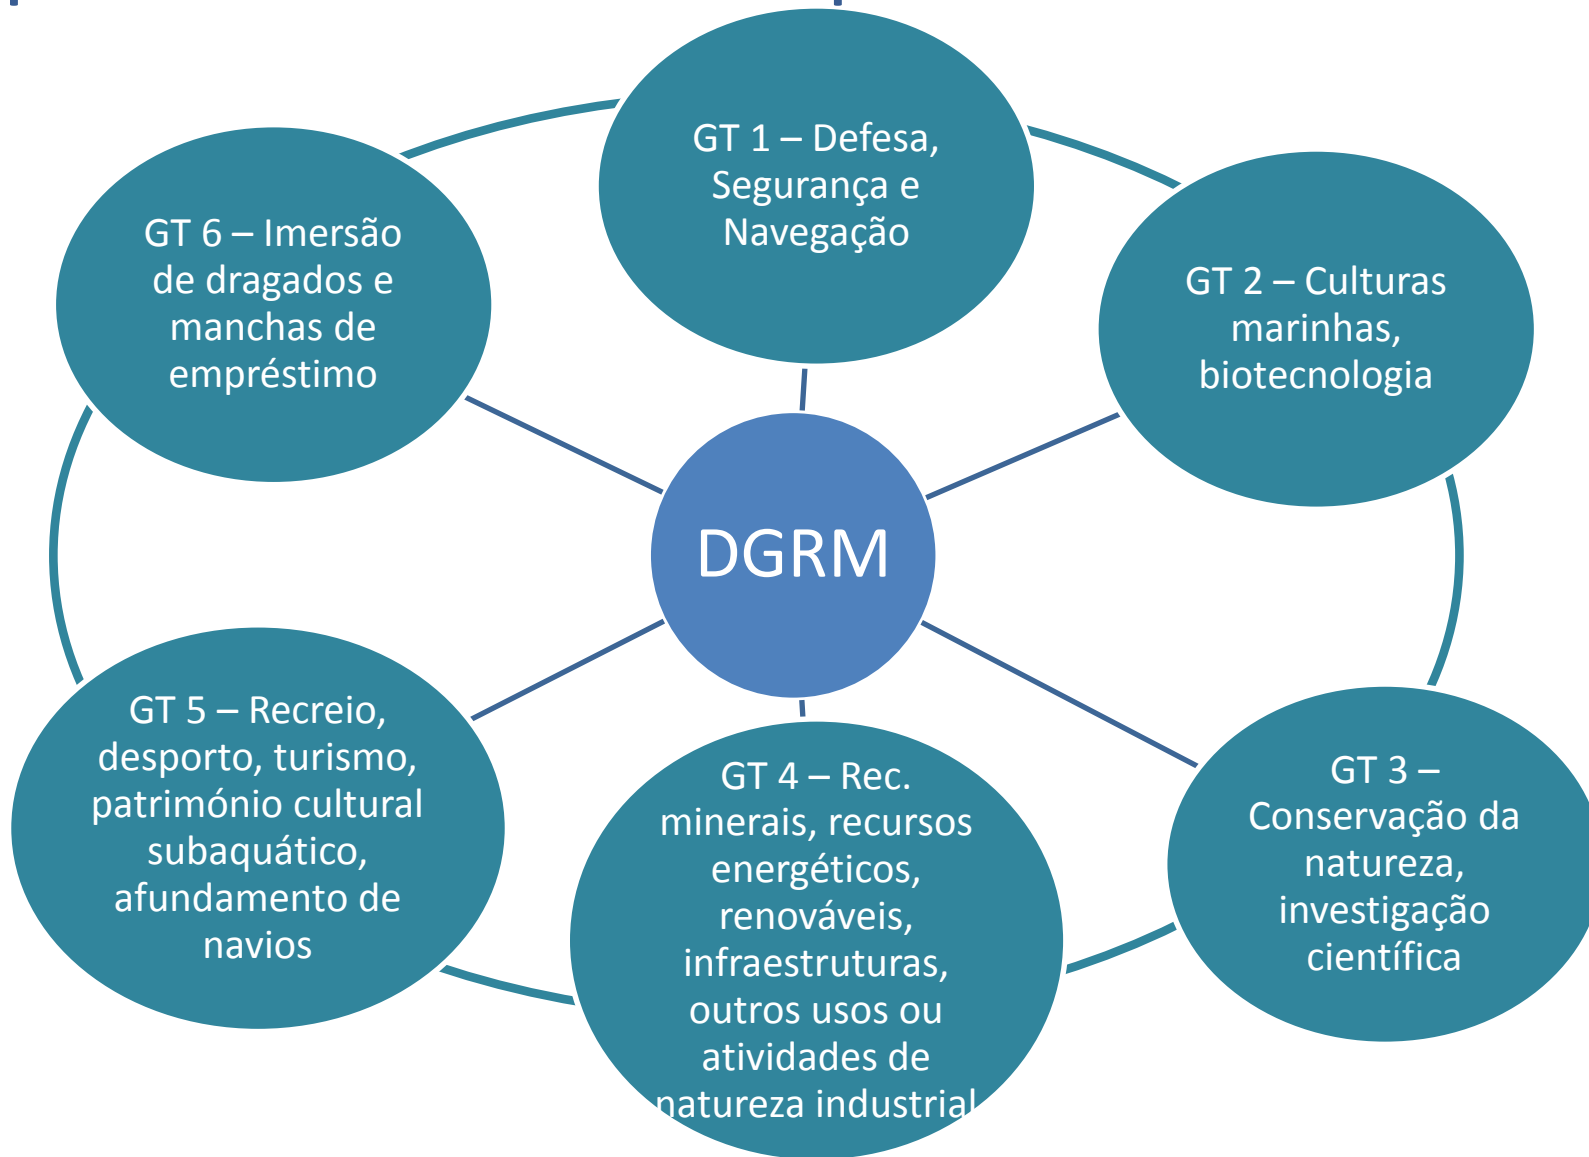 GT 1 – Defesa,
Segurança e
Navegação
GT 2 – Culturas
marinhas,
biotecnologia
GT 3 –
Conservação da
natureza,
investigação
científica
GT 4 – Rec.
minerais, recursos
energéticos,
renováveis,
infraestruturas,
outros usos ou
atividades de
natureza industrial
GT 5 – Recreio,
desporto, turismo,
património cultural
subaquático,
afundamento de
navios
GT 6 – Imersão
de dragados e
manchas de
empréstimo
DGRM